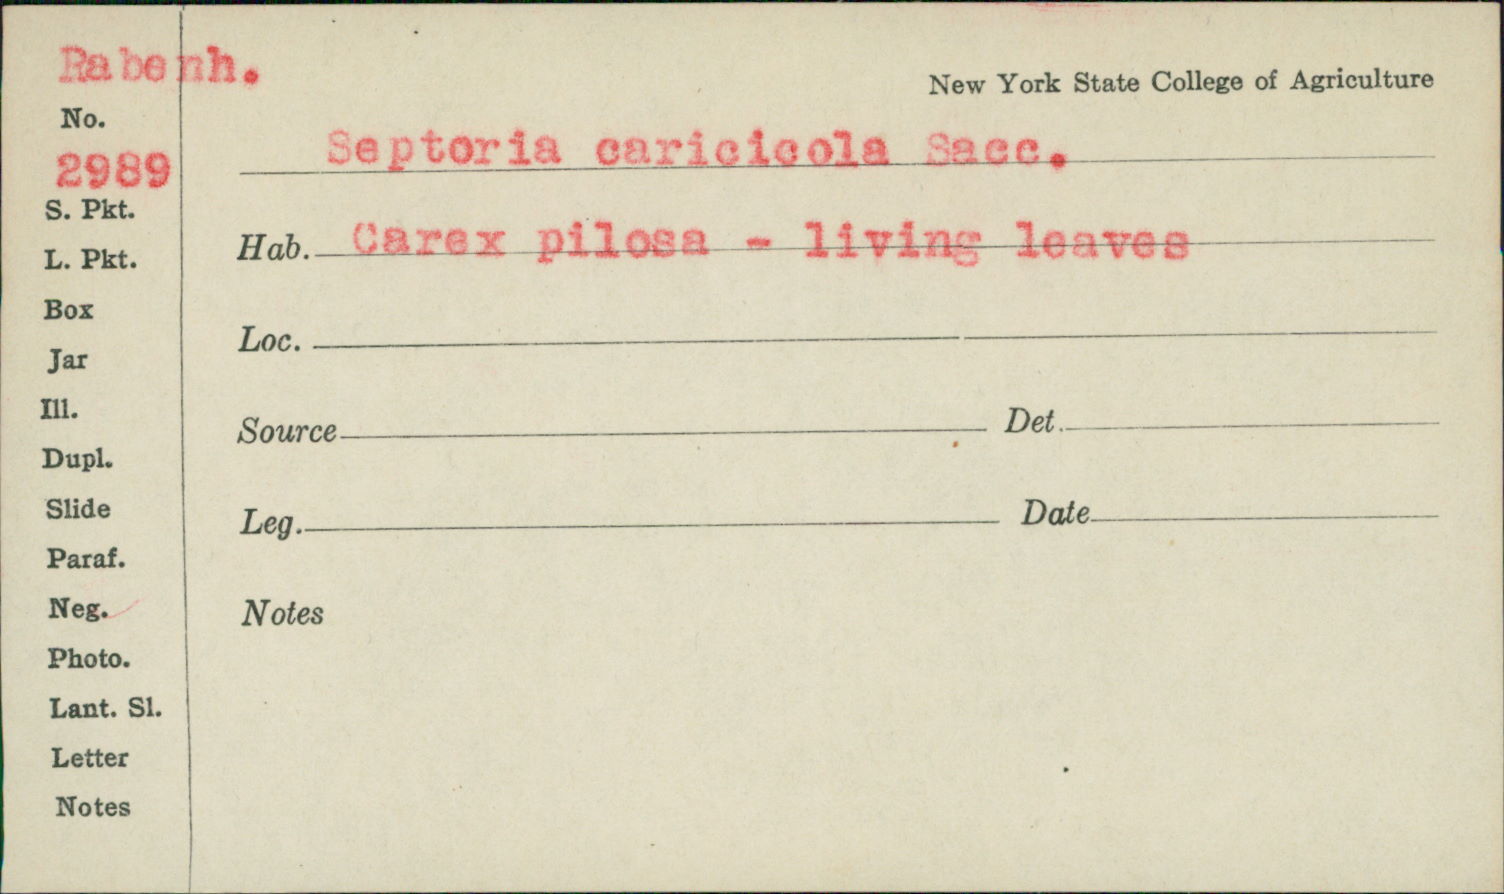 Rabenh.
New York State College of Agriculture
No.
2989
Septoria caricicola Sacc.
S. Pkt.
L. Pkt.
Box
Jar
Ill.
Dupl.
Slide
Paraf.
Neg.
Photo.
Lant. Sl.
Letter
Notes
Hab. Carex pilosa - living leaves
Loc.
Source Det.
Leg. Date
Notes